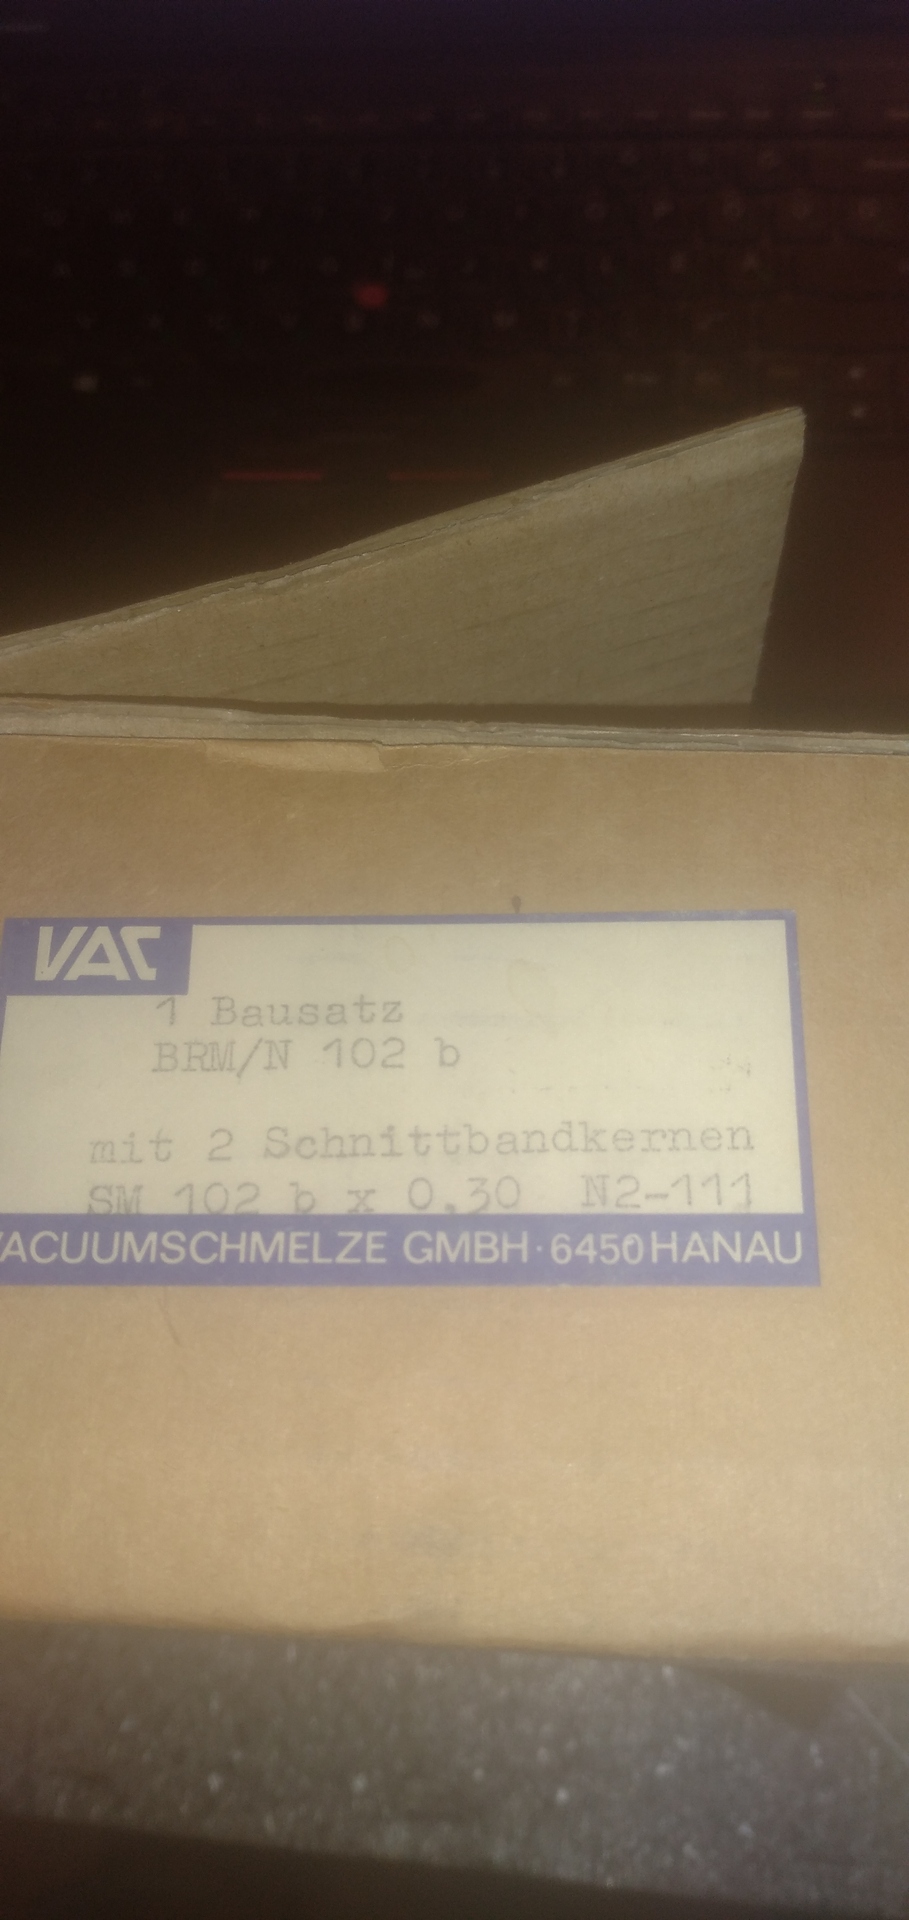 VAC
1 Bausatz
BRM/N 102 b
mit 2 Schnittbandkernen
SM 102 b x 0,30 N2-111
VACUUMSCHMELZE GMBH · 6450 HANAU